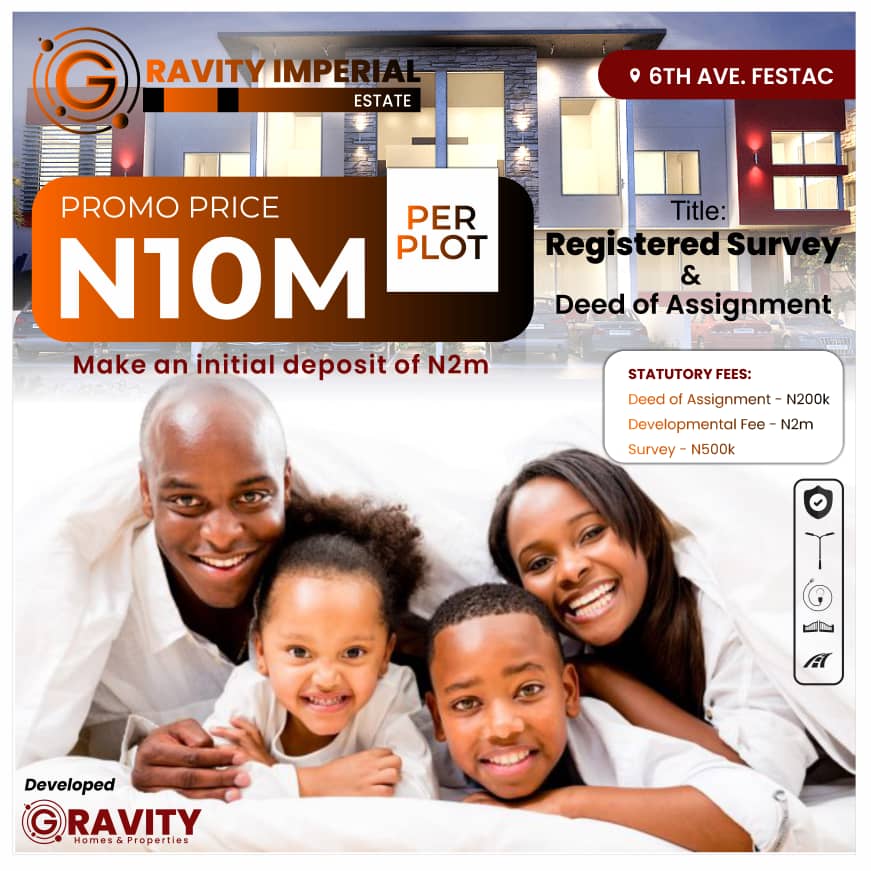 GRAVITY IMPERIAL
ESTATE
6TH AVE. FESTAC
PROMO PRICE
N10M
PER
PLOT
Title:
Registered Survey
&
Deed of Assignment
Make an initial deposit of N2m
STATUTORY FEES:
Deed of Assignment - N200k
Developmental Fee - N2m
Survey - N500k
Developed
GRAVITY
Homes & Properties